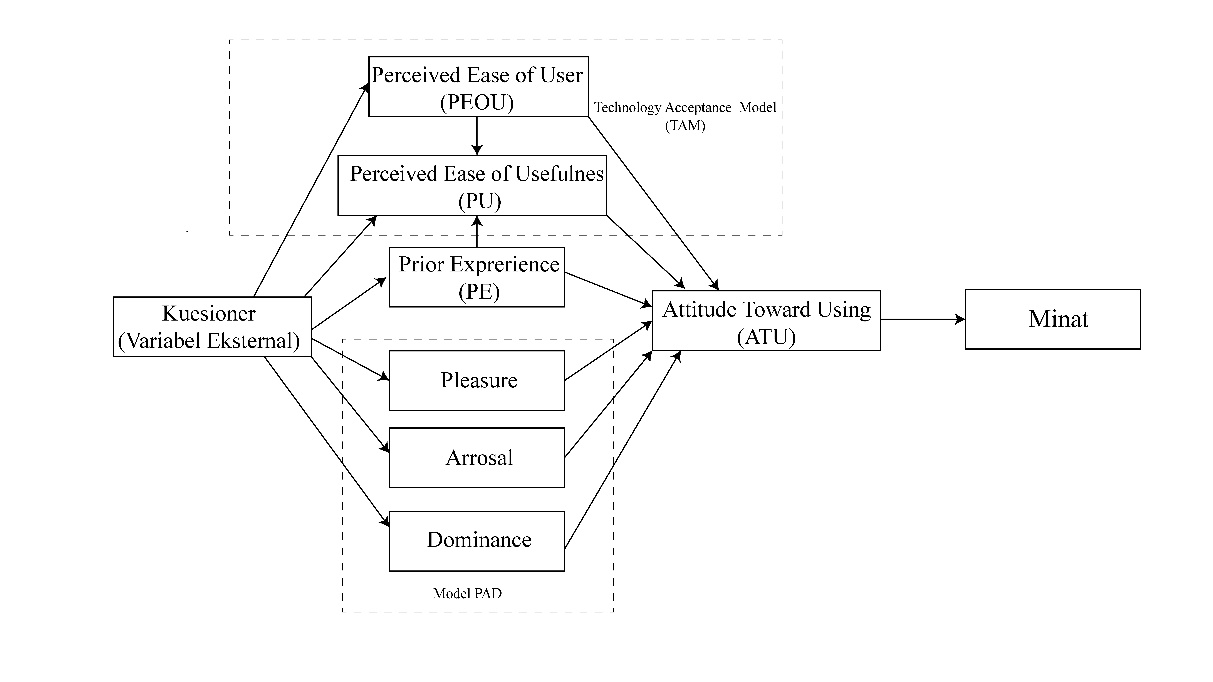 Perceived Ease of User
(PEOU)
Technology Acceptance Model
(TAM)
Perceived Ease of Usefulnes
(PU)
Prior Exprerience
(PE)
Kuesioner
(Variabel Eksternal)
Attitude Toward Using
(ATU)
Minat
Pleasure
Arrosal
Dominance
Model PAD